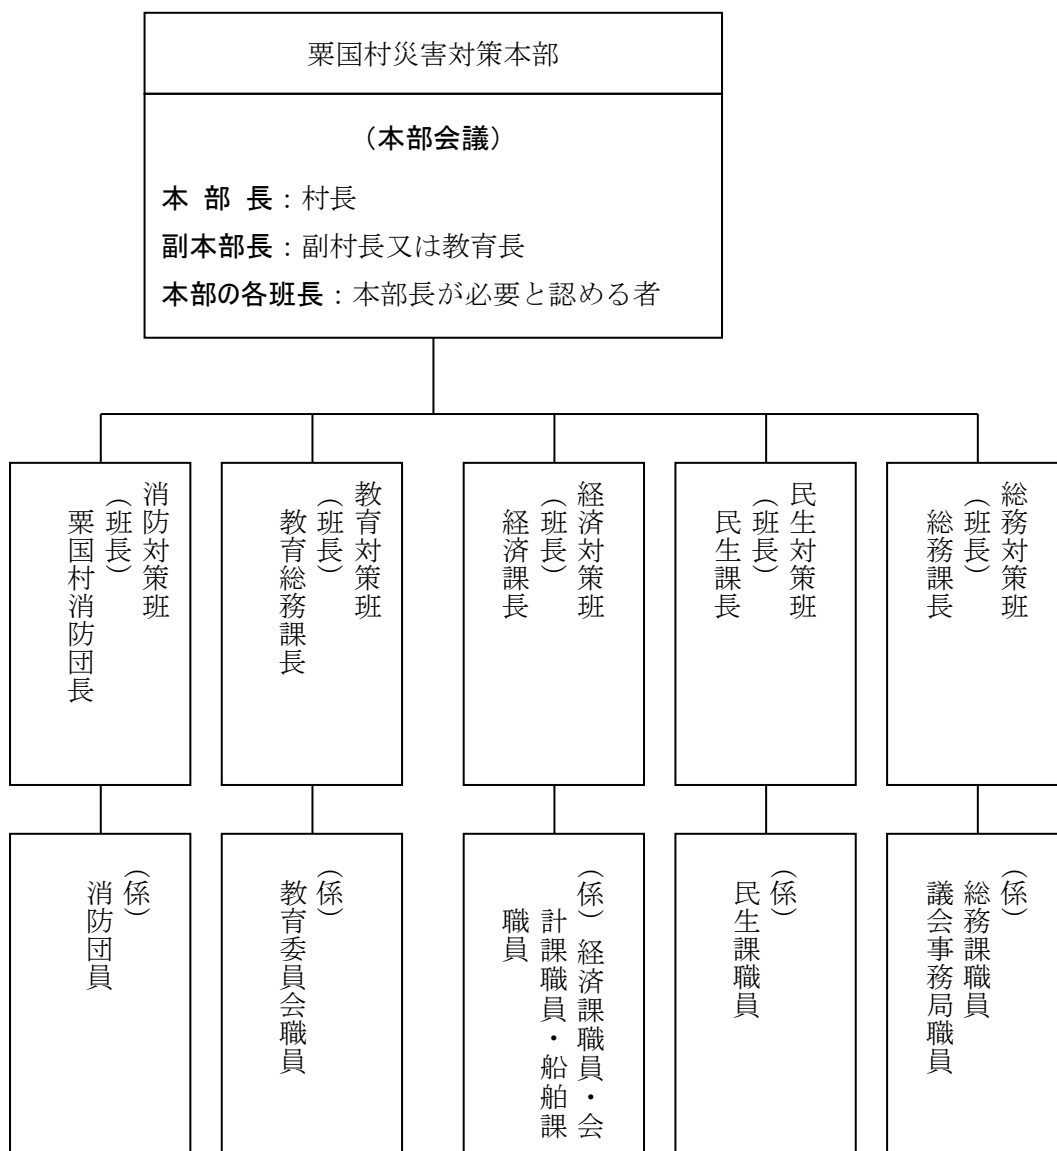 粟国村災害対策本部
（本部会議）
本 部 長：村長
副本部長：副村長又は教育長
本部の各班長：本部長が必要と認める者
総務対策班
（班長）
総務課長
民生対策班
（班長）
民生課長
経済対策班
（班長）
経済課長
教育対策班
（班長）
教育総務課長
消防対策班
（班長）
粟国村消防団長
（係）
総務課職員
議会事務局職員
（係）
民生課職員
（係）経済課職員・会
計課職員・船舶課
職員
（係）
教育委員会職員
（係）
消防団員